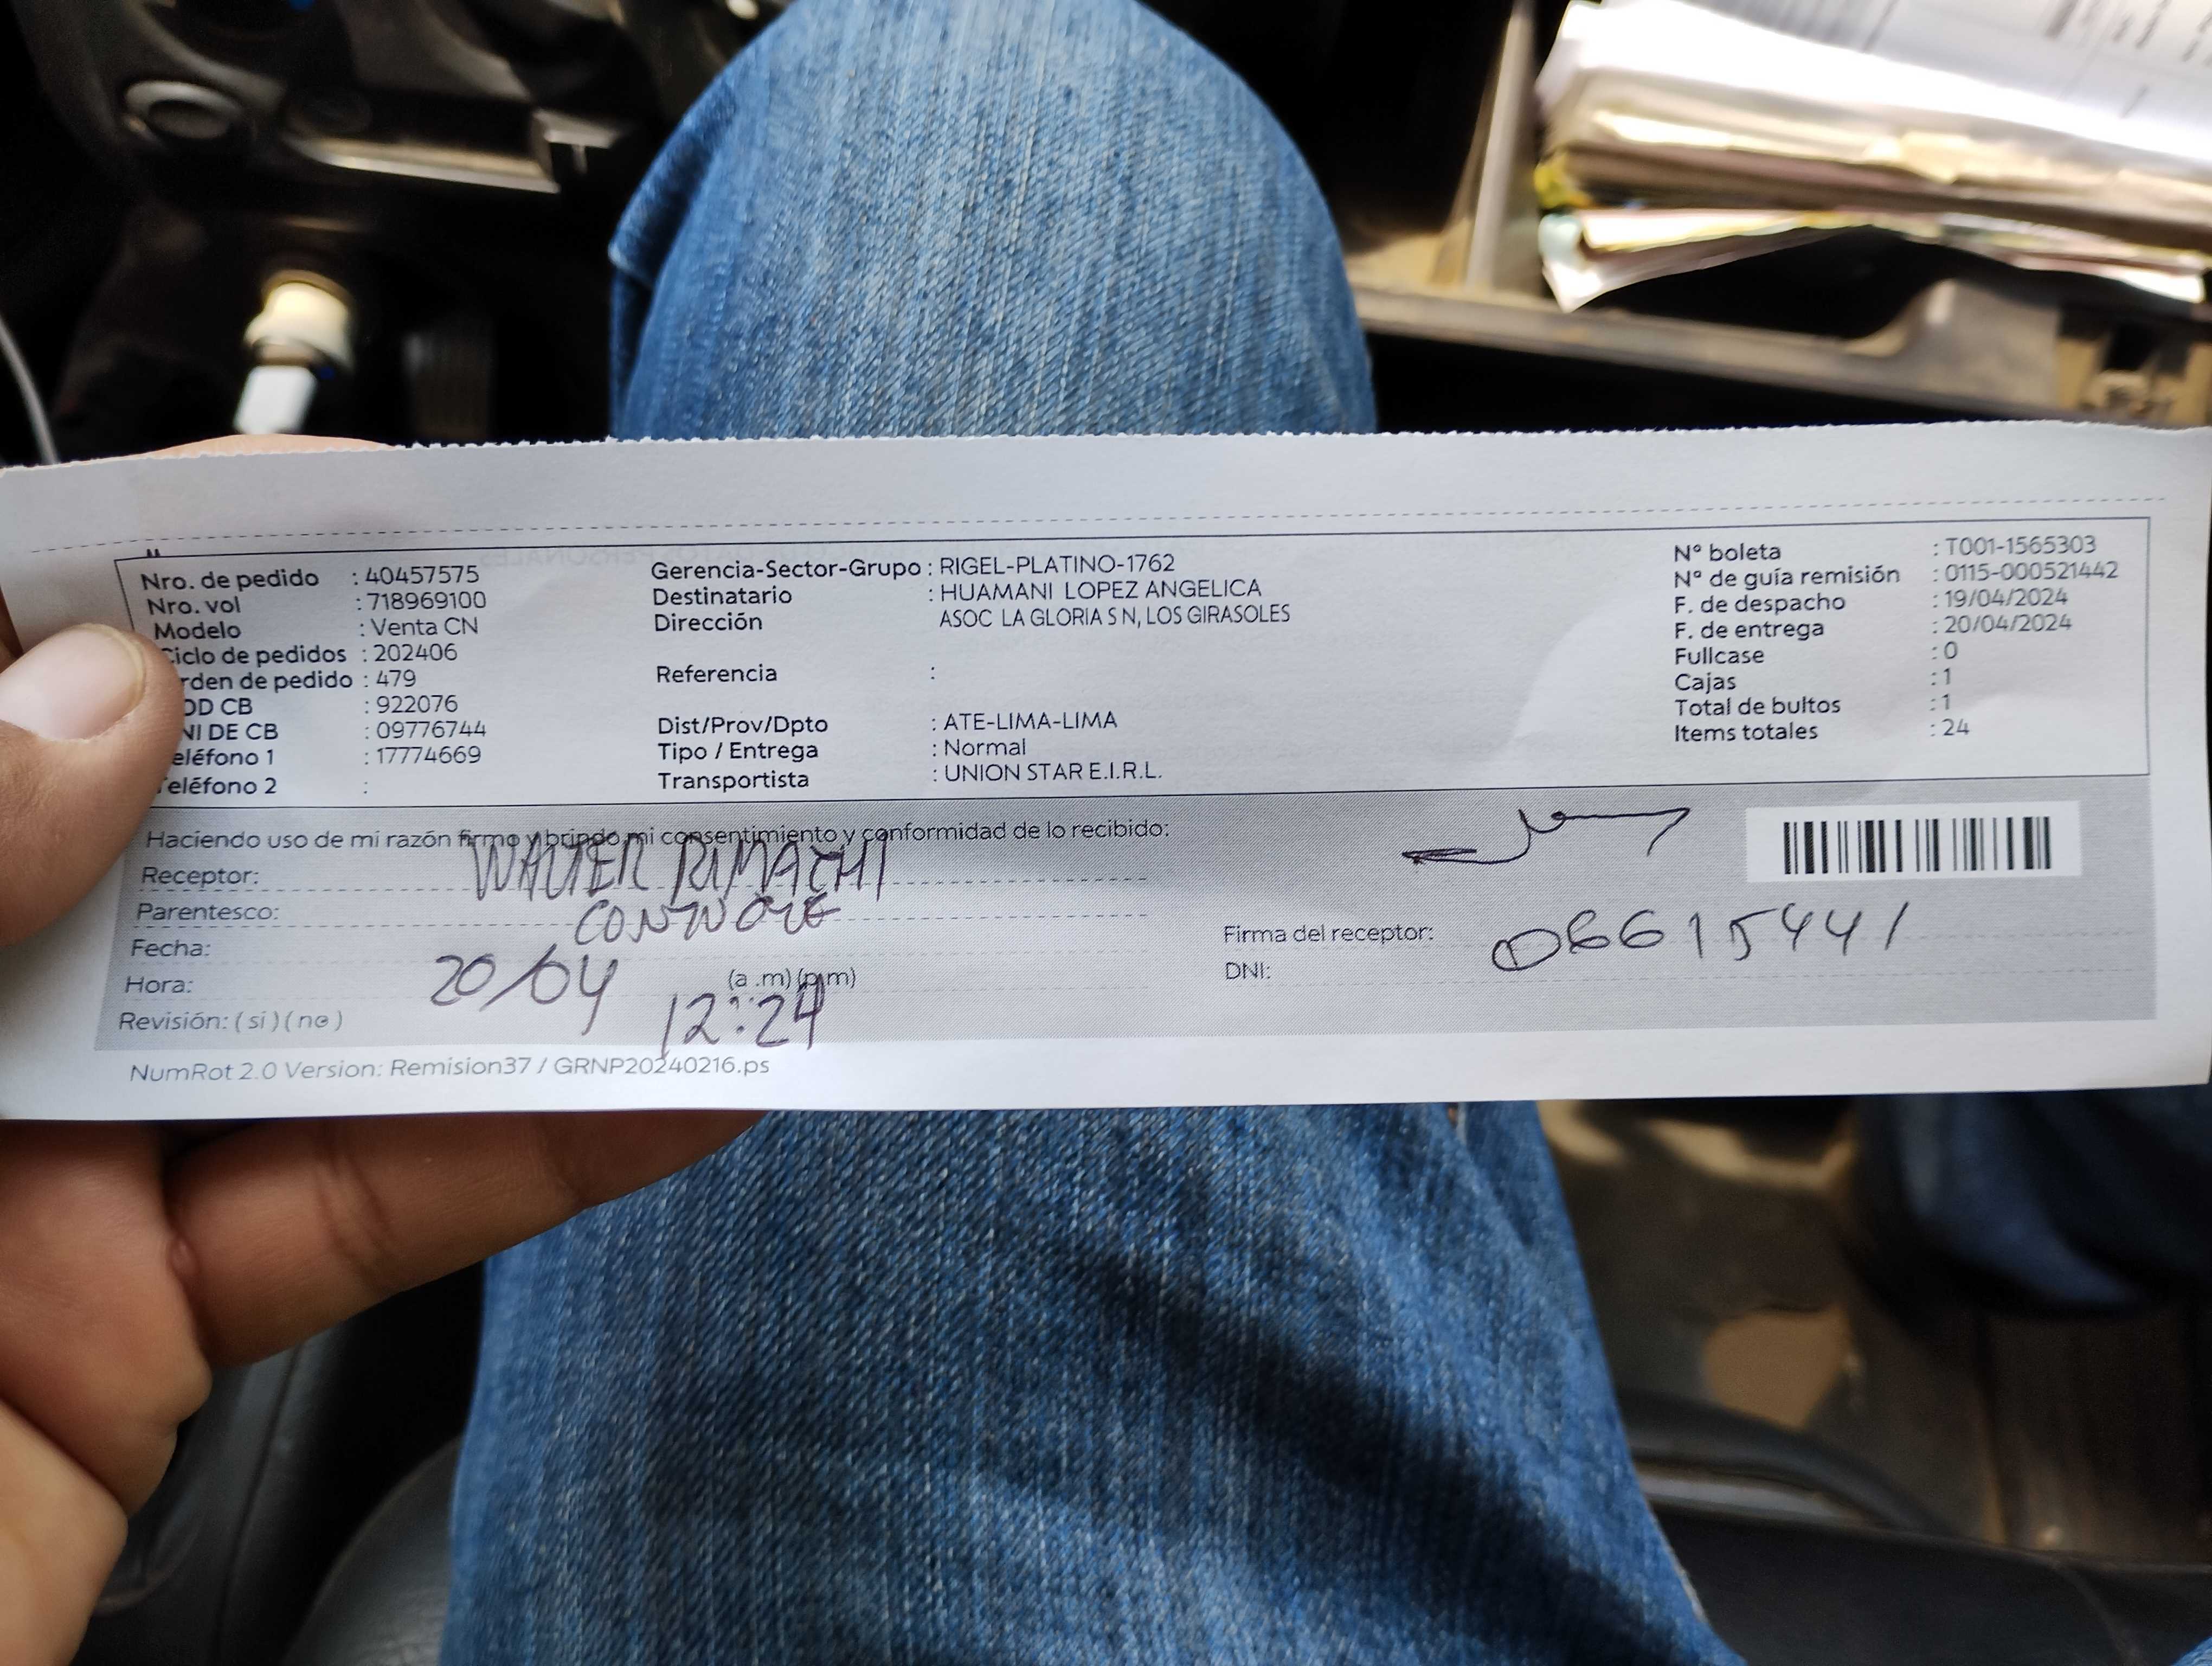 Nro. de pedido : 40457575
Nro. vol : 718969100
Modelo : Venta CN
Ciclo de pedidos : 202406
rden de pedido : 479
OD CB : 922076
NI DE CB : 09776744
eléfono 1 : 17774669
Teléfono 2 :
Gerencia-Sector-Grupo : RIGEL-PLATINO-1762
Destinatario : HUAMANI LOPEZ ANGELICA
Dirección ASOC LA GLORIA S N, LOS GIRASOLES
Referencia :
Dist/Prov/Dpto : ATE-LIMA-LIMA
Tipo / Entrega : Normal
Transportista : UNION STAR E.I.R.L.
N° boleta : T001-1565303
N° de guía remisión : 0115-000521442
F. de despacho : 19/04/2024
F. de entrega : 20/04/2024
Fullcase : 0
Cajas : 1
Total de bultos : 1
Items totales : 24
Haciendo uso de mi razón firmo y brindo mi consentimiento y conformidad de lo recibido:
Receptor: WALTER RIMACHI
Parentesco:
Fecha: 20/04
Hora: (a .m) (p.m) 12:24
Revisión: ( si ) ( no )
Firma del receptor:
DNI: 08615441
NumRot 2.0 Version: Remision37 / GRNP20240216.ps